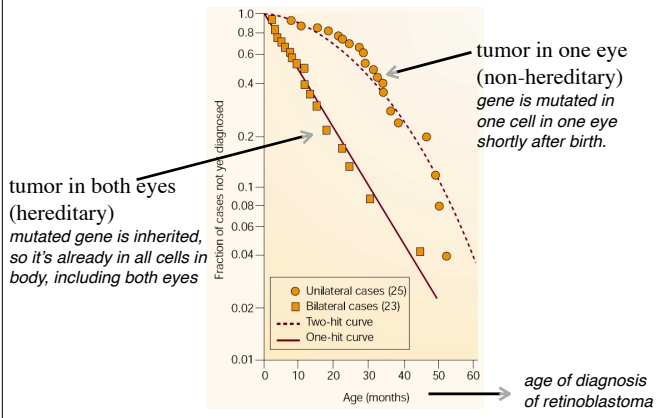 tumor in one eye
(non-hereditary)
gene is mutated in
one cell in one eye
shortly after birth.
tumor in both eyes
(hereditary)
mutated gene is inherited,
so it's already in all cells in
body, including both eyes
Fraction of cases not yet diagnosed
1.0
0.8
0.6
0.4
0.2
0.1
0.08
0.06
0.04
0.02
0.01
Unilateral cases (25)
Bilateral cases (23)
Two-hit curve
One-hit curve
0 10 20 30 40 50 60
Age (months)
age of diagnosis
of retinoblastoma